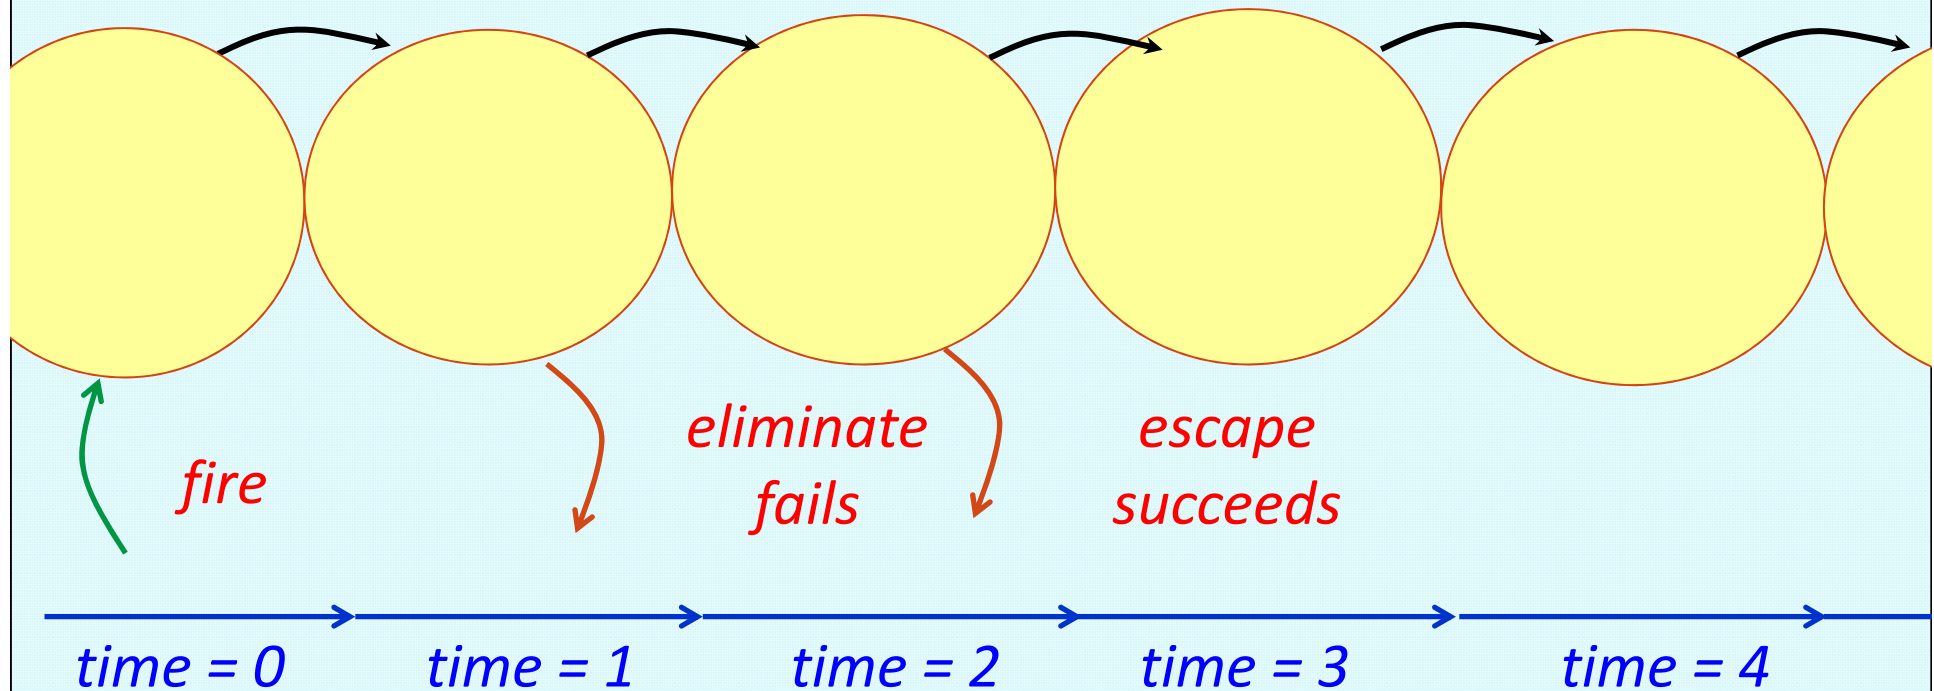 fire
eliminate
fails
escape
succeeds
time = 0
time = 1
time = 2
time = 3
time = 4